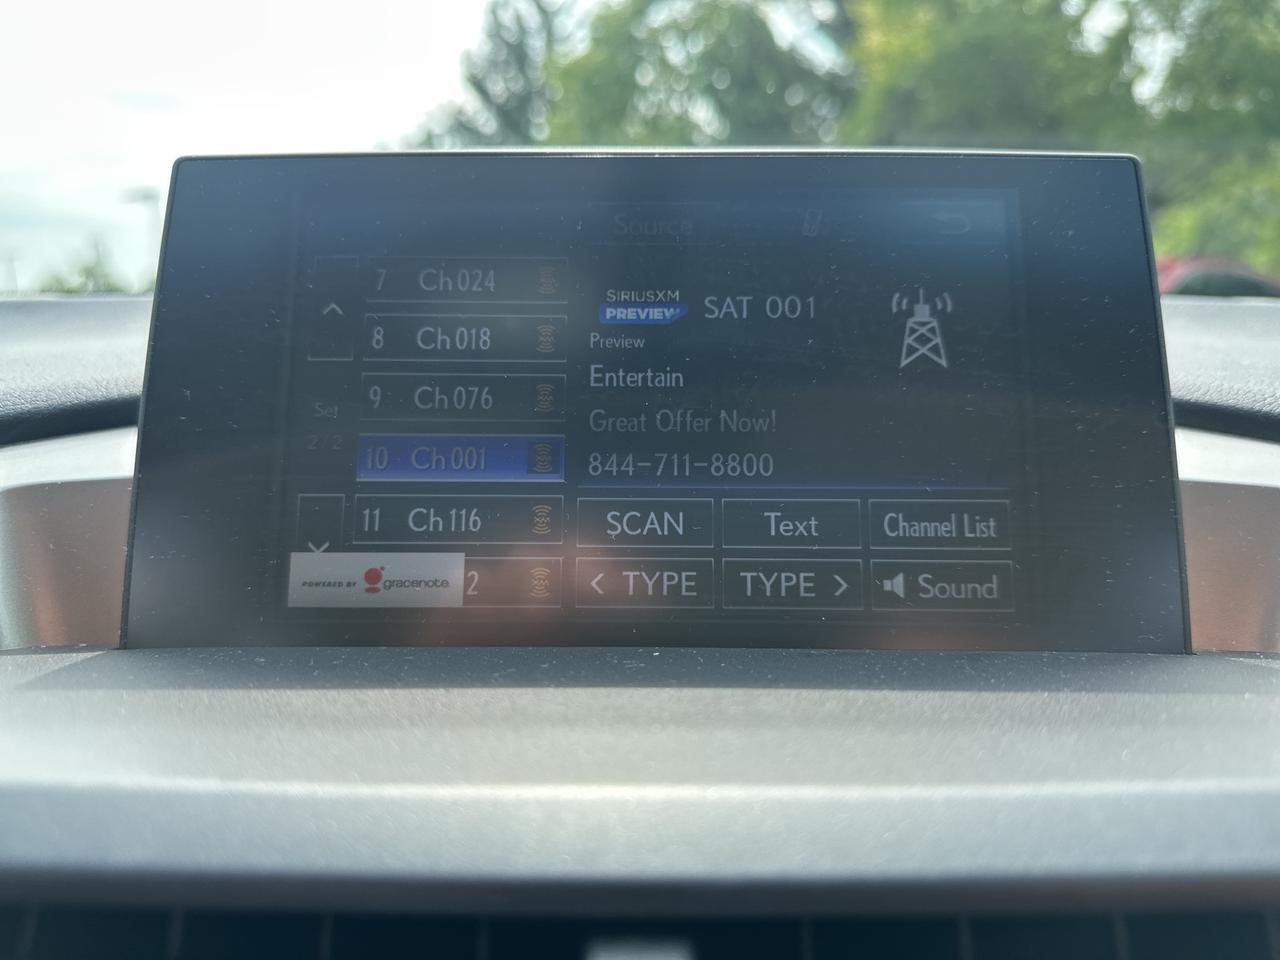 Source
7 Ch 024
8 Ch 018
9 Ch 076
10 Ch 001
11 Ch 116
2
Set
2/2
POWERED BY gracenote.
SIRIUSXM
PREVIEW
SAT 001
Preview
Entertain
Great Offer Now!
844-711-8800
SCAN
Text
Channel List
< TYPE
TYPE >
Sound